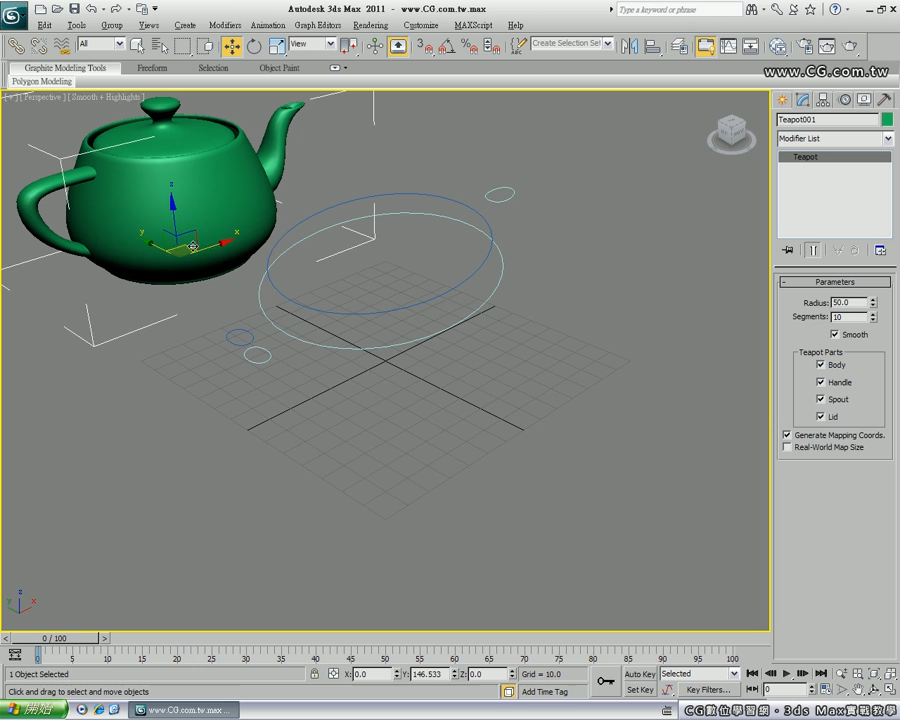 Autodesk 3ds Max 2011 - www.CG.com.tw.max
Type a keyword or phrase
Edit Tools Group Views Create Modifiers Animation Graph Editors Rendering Customize MAXScript Help
All
View
Create Selection Se
Graphite Modeling Tools Freeform Selection Object Paint
www.CG.com.tw
Polygon Modeling
[ + ] [ Perspective ] [ Smooth + Highlights ]
Teapot001
Modifier List
Teapot
z
y
x
Parameters
Radius: 50.0
Segments: 10
Smooth
Teapot Parts
Body
Handle
Spout
Lid
Generate Mapping Coords.
Real-World Map Size
z
y
x
0 / 100
0 5 10 15 20 25 30 35 40 45 50 55 60 65 70 75 80 85 90 95 100
1 Object Selected X: 0.0 Y: 146.533 Z: 0.0 Grid = 10.0 Auto Key Selected
Click and drag to select and move objects Add Time Tag Set Key Key Filters... 0
開始 www.CG.com.tw.max ... CG數位學習網・3ds Max實戰教學